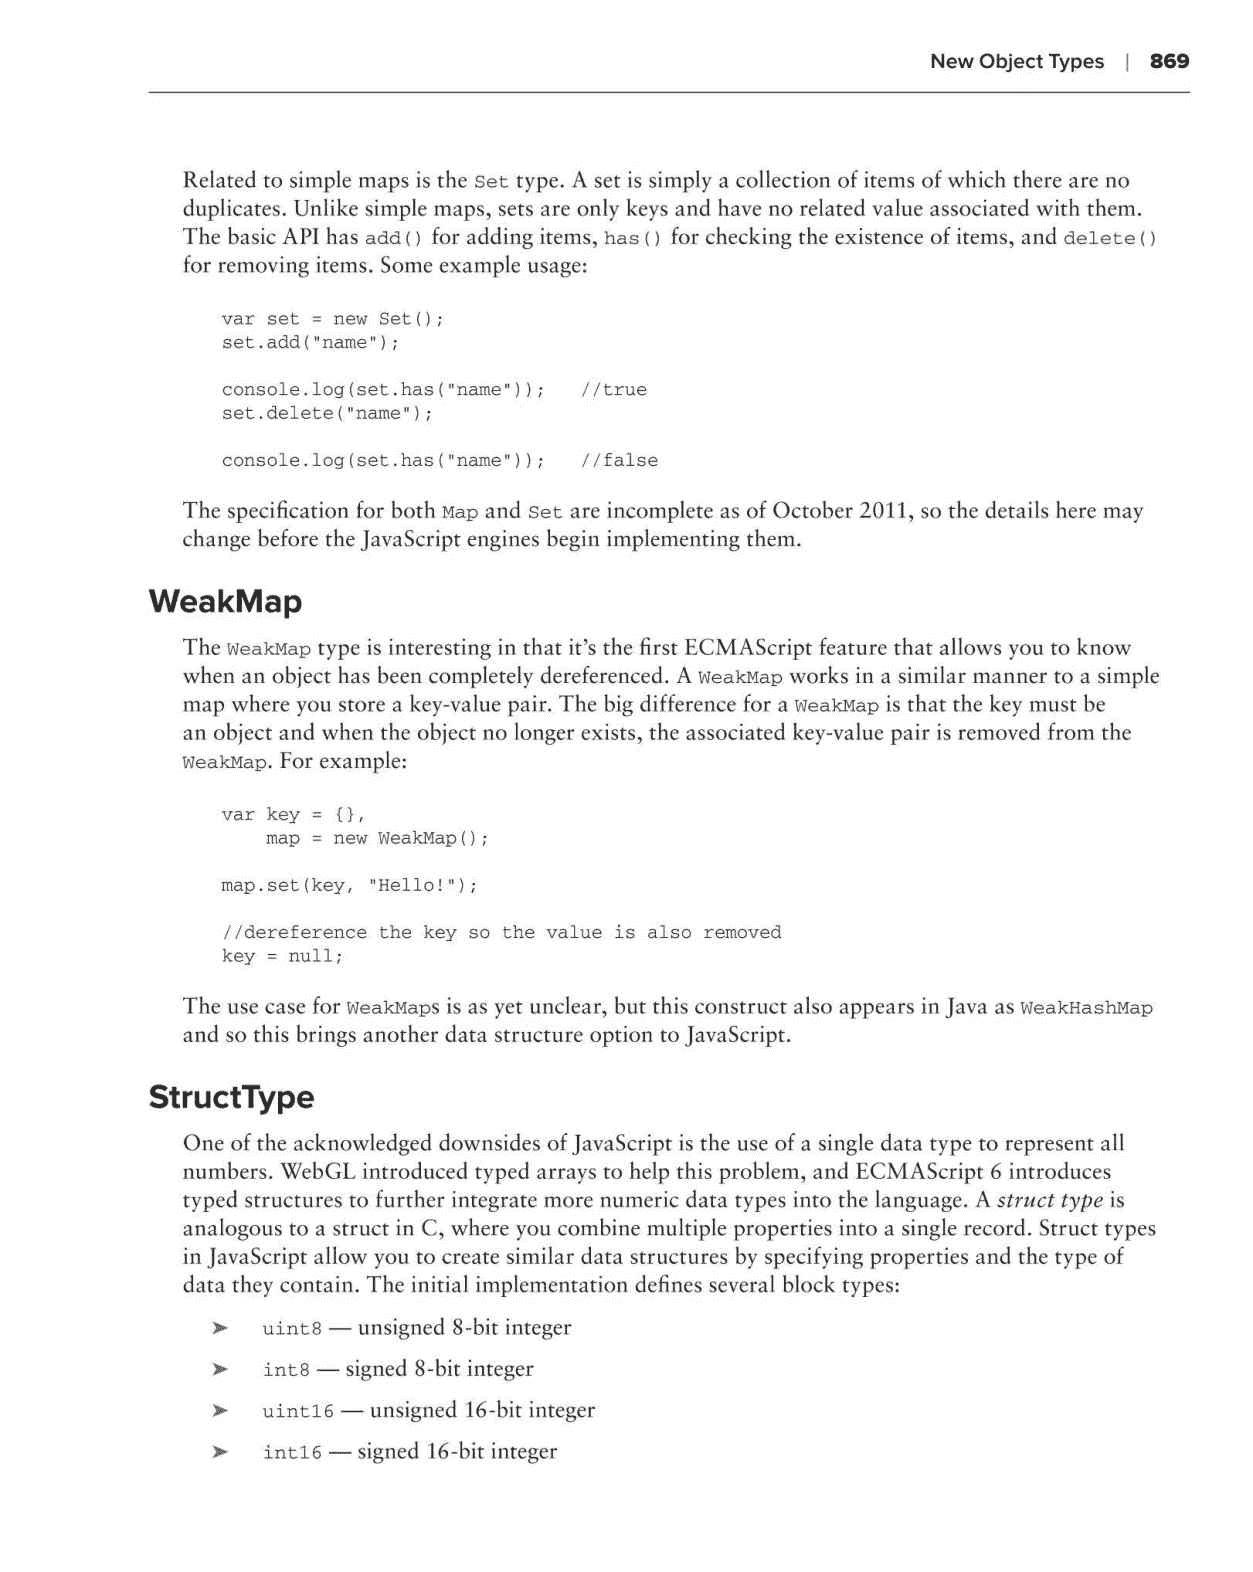 New Object Types | 869
Related to simple maps is the Set type. A set is simply a collection of items of which there are no
duplicates. Unlike simple maps, sets are only keys and have no related value associated with them.
The basic API has add() for adding items, has() for checking the existence of items, and delete()
for removing items. Some example usage:
var set = new Set();
set.add("name");
console.log(set.has("name"));   //true
set.delete("name");
console.log(set.has("name"));   //false
The specification for both Map and Set are incomplete as of October 2011, so the details here may
change before the JavaScript engines begin implementing them.
WeakMap
The WeakMap type is interesting in that it’s the first ECMAScript feature that allows you to know
when an object has been completely dereferenced. A WeakMap works in a similar manner to a simple
map where you store a key-value pair. The big difference for a WeakMap is that the key must be
an object and when the object no longer exists, the associated key-value pair is removed from the
WeakMap. For example:
var key = {},
    map = new WeakMap();
map.set(key, "Hello!");
//dereference the key so the value is also removed
key = null;
The use case for WeakMaps is as yet unclear, but this construct also appears in Java as WeakHashMap
and so this brings another data structure option to JavaScript.
StructType
One of the acknowledged downsides of JavaScript is the use of a single data type to represent all
numbers. WebGL introduced typed arrays to help this problem, and ECMAScript 6 introduces
typed structures to further integrate more numeric data types into the language. A struct type is
analogous to a struct in C, where you combine multiple properties into a single record. Struct types
in JavaScript allow you to create similar data structures by specifying properties and the type of
data they contain. The initial implementation defines several block types:
➤ uint8 — unsigned 8-bit integer
➤ int8 — signed 8-bit integer
➤ uint16 — unsigned 16-bit integer
➤ int16 — signed 16-bit integer